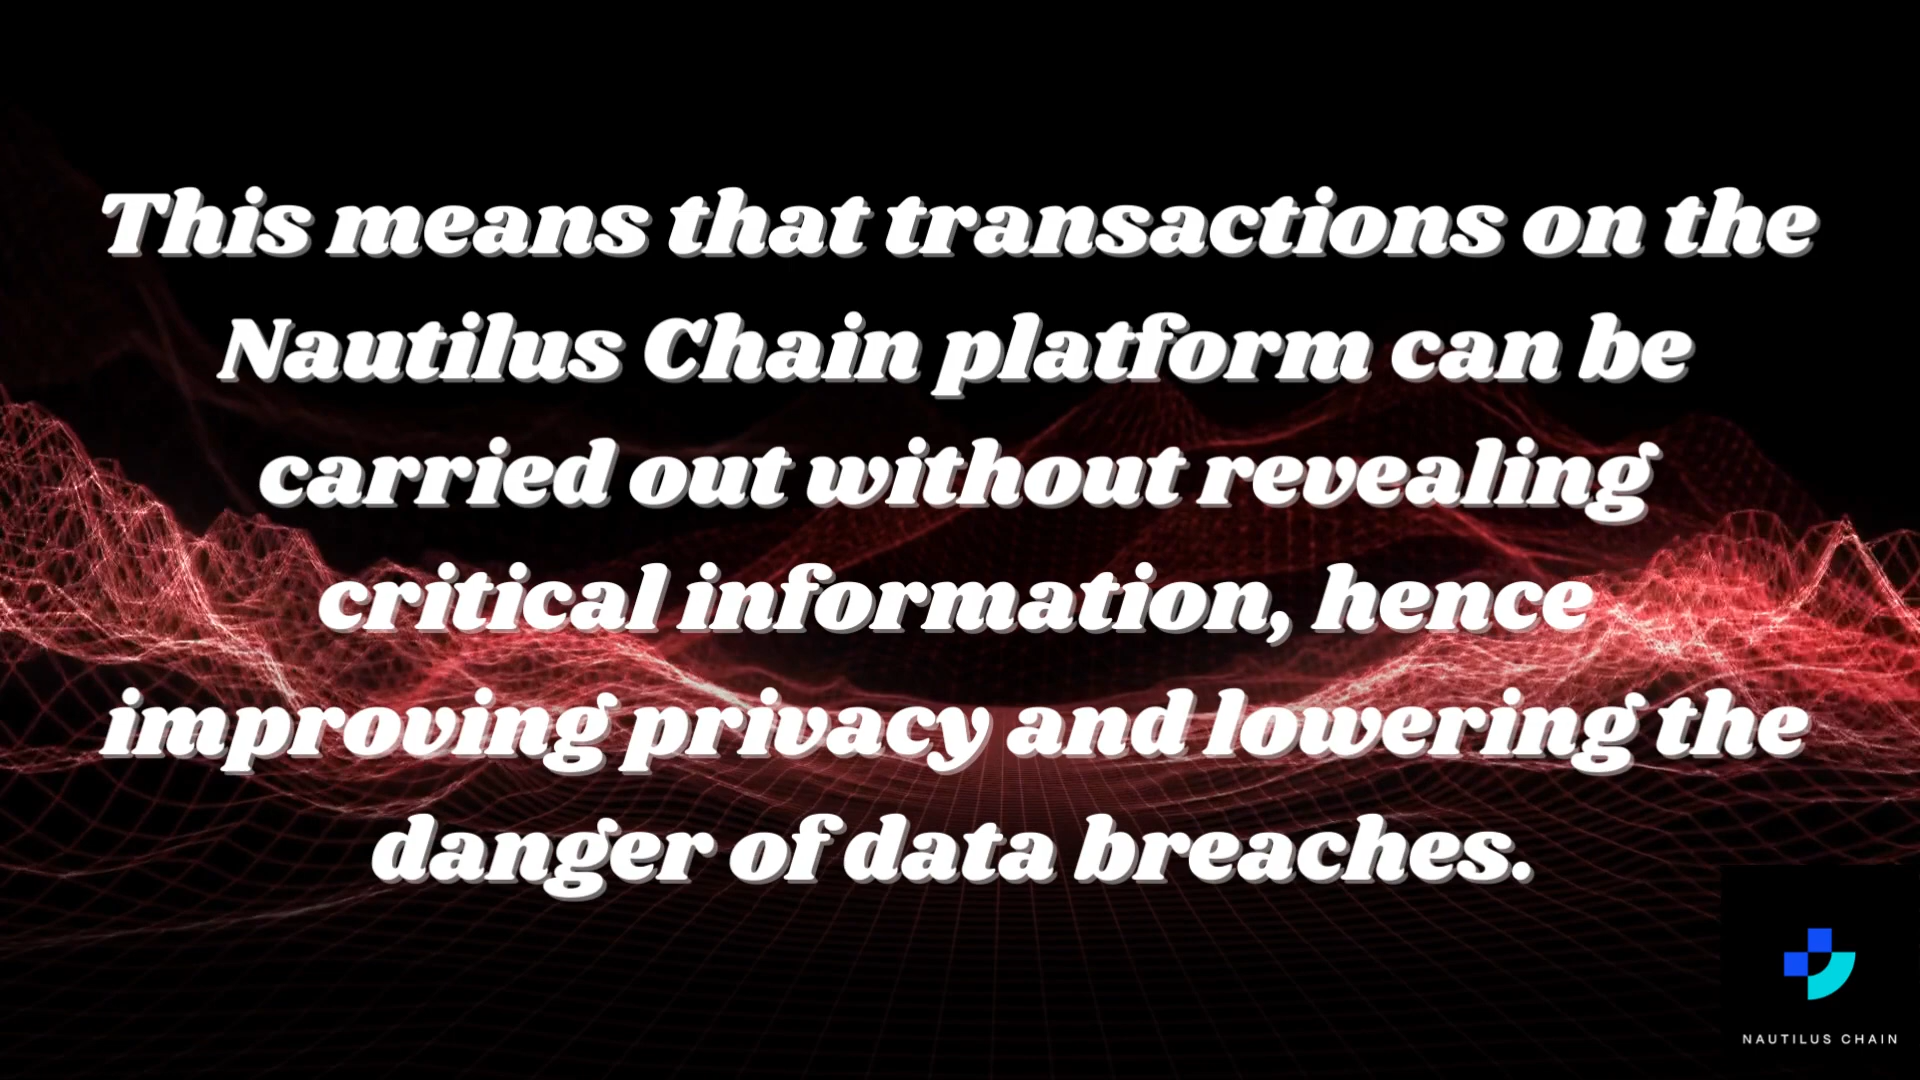 This means that transactions on the
Nautilus Chain platform can be
carried out without revealing
critical information, hence
improving privacy and lowering the
danger of data breaches.
NAUTILUS CHAIN